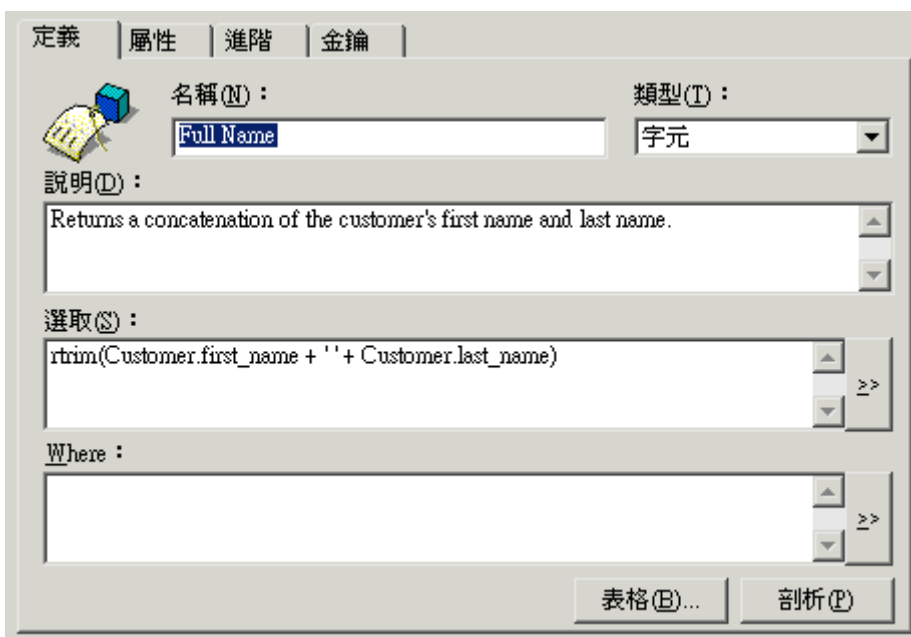 定義 屬性 進階 金鑰
名稱(N)： 類型(T)：
Full Name 字元
說明(D)：
Returns a concatenation of the customer's first name and last name.
選取(S)：
rtrim(Customer.first_name + ' '+ Customer.last_name)
>>
Where：
>>
表格(B)... 剖析(P)